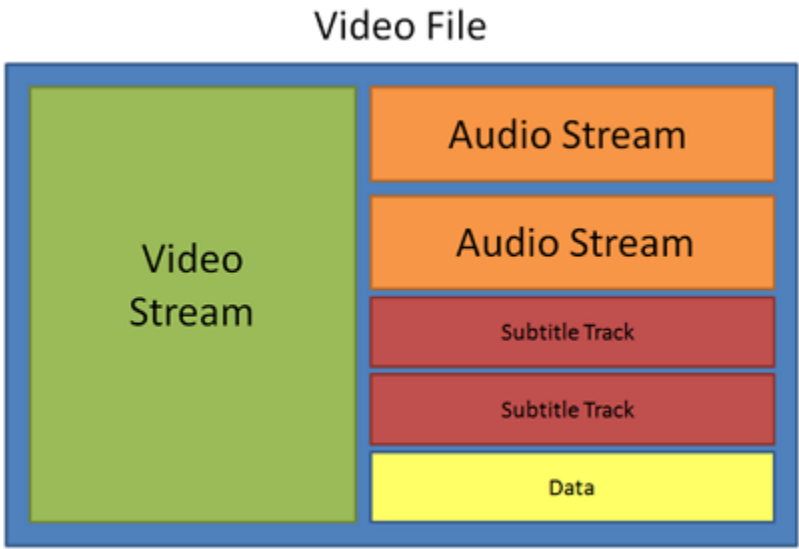 Video File
Video
Stream
Audio Stream
Audio Stream
Subtitle Track
Subtitle Track
Data